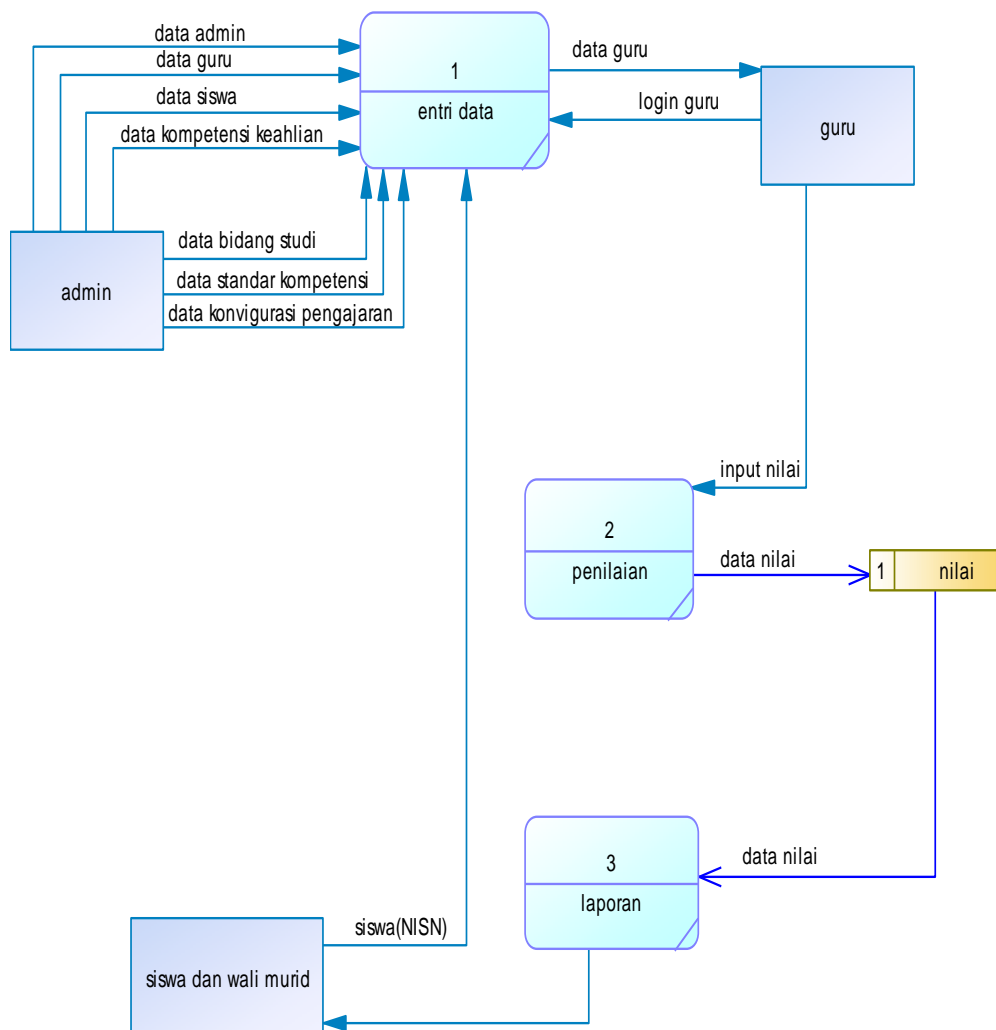 data admin
data guru
data siswa
data kompetensi keahlian
1
entri data
data guru
login guru
guru
data bidang studi
data standar kompetensi
data konvigurasi pengajaran
admin
input nilai
2
penilaian
data nilai
1 nilai
3
laporan
data nilai
siswa(NISN)
siswa dan wali murid